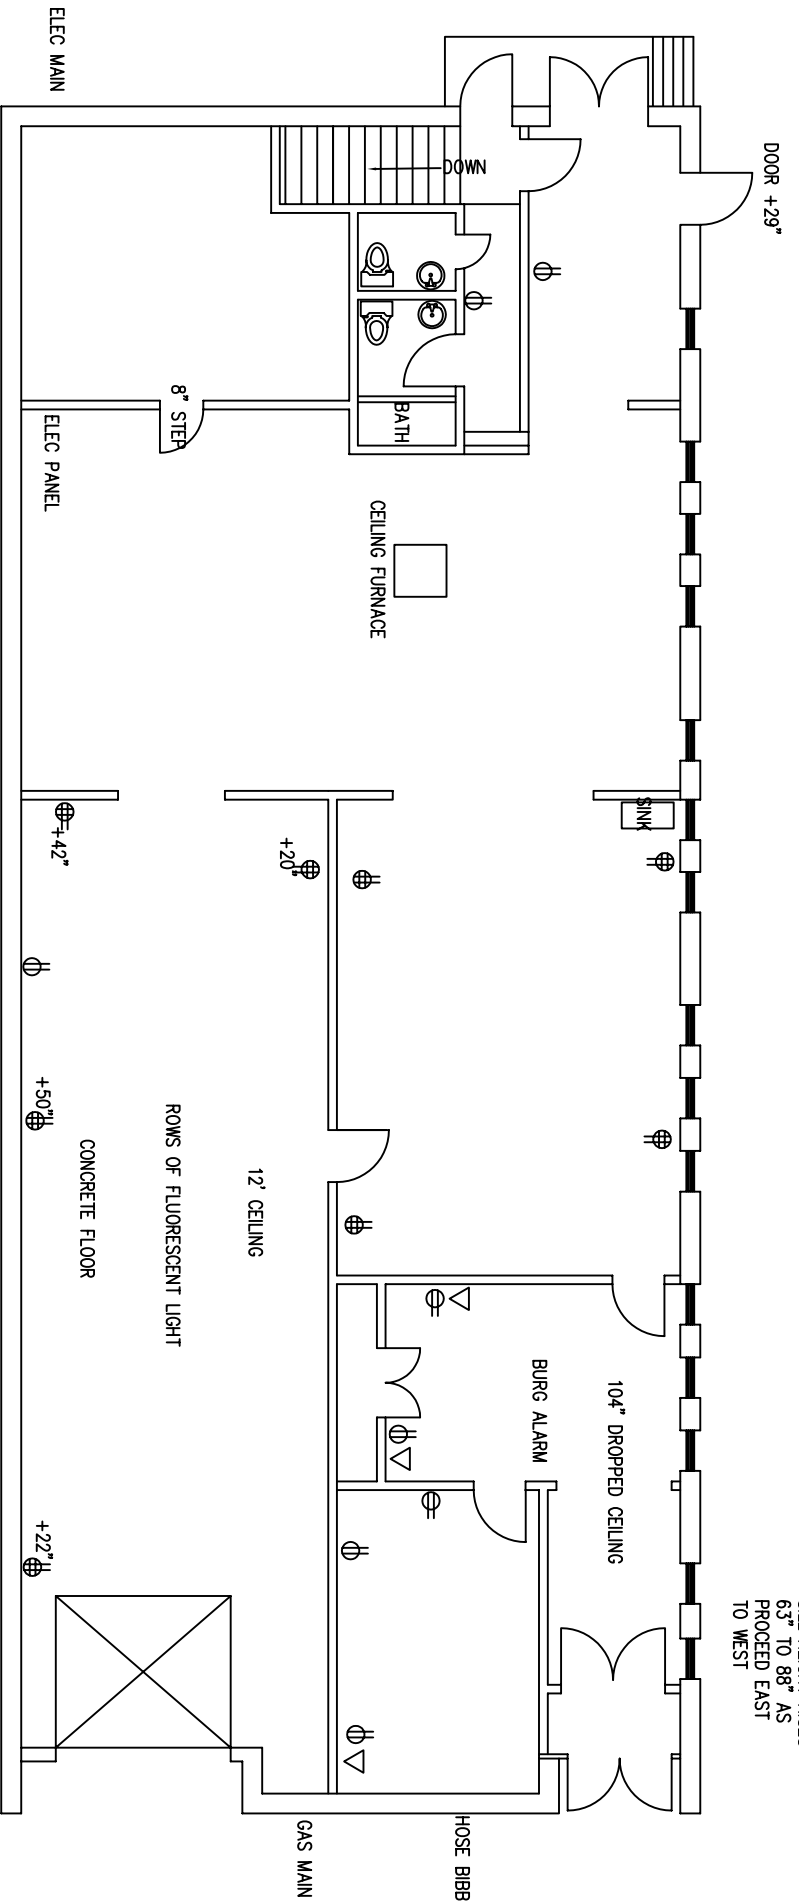 ELEC MAIN
DOOR +29"
DOWN
8" STEP
BATH
ELEC PANEL
CEILING FURNACE
SINK
+42"
+20"
+50"
ROWS OF FLUORESCENT LIGHT
CONCRETE FLOOR
12' CEILING
BURG ALARM
104" DROPPED CEILING
+22"
63" TO 88" AS
PROCEED EAST
TO WEST
GAS MAIN
HOSE BIBB